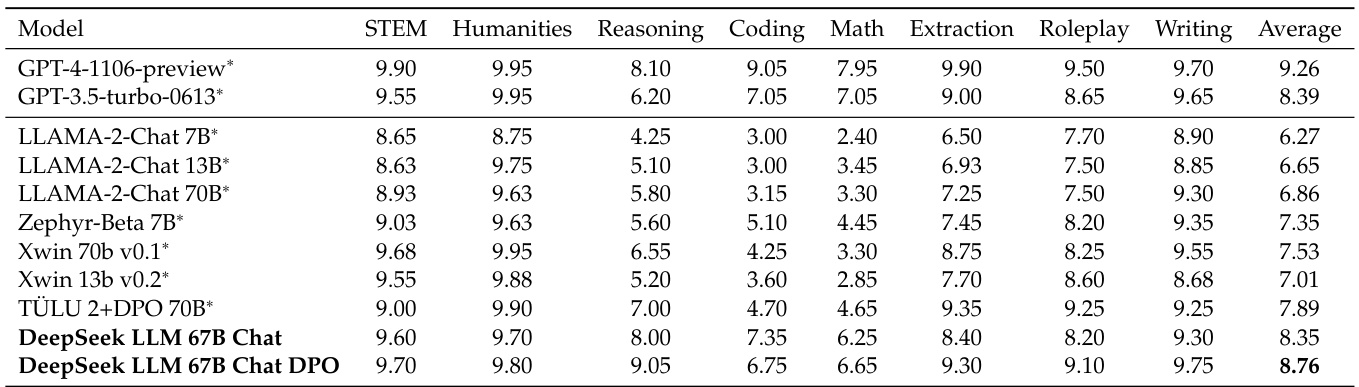 Model STEM Humanities Reasoning Coding Math Extraction Roleplay Writing Average
GPT-4-1106-preview* 9.90 9.95 8.10 9.05 7.95 9.90 9.50 9.70 9.26
GPT-3.5-turbo-0613* 9.55 9.95 6.20 7.05 7.05 9.00 8.65 9.65 8.39
LLAMA-2-Chat 7B* 8.65 8.75 4.25 3.00 2.40 6.50 7.70 8.90 6.27
LLAMA-2-Chat 13B* 8.63 9.75 5.10 3.00 3.45 6.93 7.50 8.85 6.65
LLAMA-2-Chat 70B* 8.93 9.63 5.80 3.15 3.30 7.25 7.50 9.30 6.86
Zephyr-Beta 7B* 9.03 9.63 5.60 5.10 4.45 7.45 8.20 9.35 7.35
Xwin 70b v0.1* 9.68 9.95 6.55 4.25 3.30 8.75 8.25 9.55 7.53
Xwin 13b v0.2* 9.55 9.88 5.20 3.60 2.85 7.70 8.60 8.68 7.01
TÜLU 2+DPO 70B* 9.00 9.90 7.00 4.70 4.65 9.35 9.25 9.25 7.89
DeepSeek LLM 67B Chat 9.60 9.70 8.00 7.35 6.25 8.40 8.20 9.30 8.35
DeepSeek LLM 67B Chat DPO 9.70 9.80 9.05 6.75 6.65 9.30 9.10 9.75 8.76